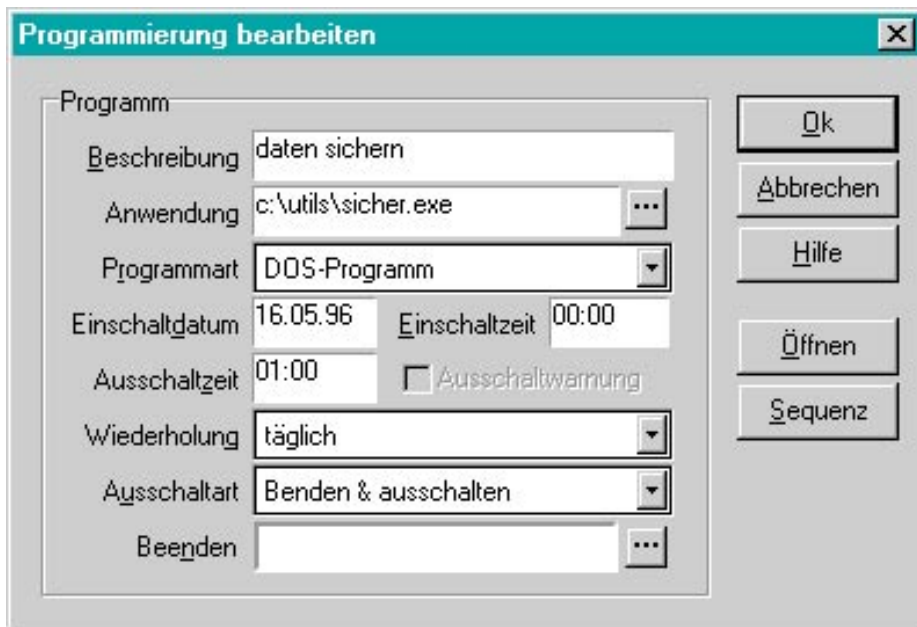 Programmierung bearbeiten
Programm
Beschreibung daten sichern
Anwendung c:\utils\sicher.exe ...
Programmart DOS-Programm
Einschaltdatum 16.05.96 Einschaltzeit 00:00
Ausschaltzeit 01:00 Ausschaltwarnung
Wiederholung täglich
Ausschaltart Benden & ausschalten
Beenden ...
Ok
Abbrechen
Hilfe
Öffnen
Sequenz